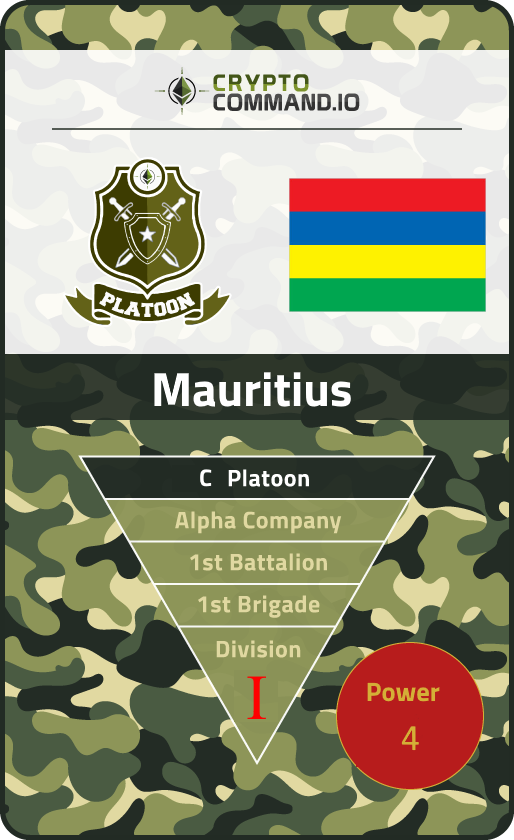 CRYPTO
COMMAND.IO
PLATOON
Mauritius
C Platoon
Alpha Company
1st Battalion
1st Brigade
Division
I
Power
4